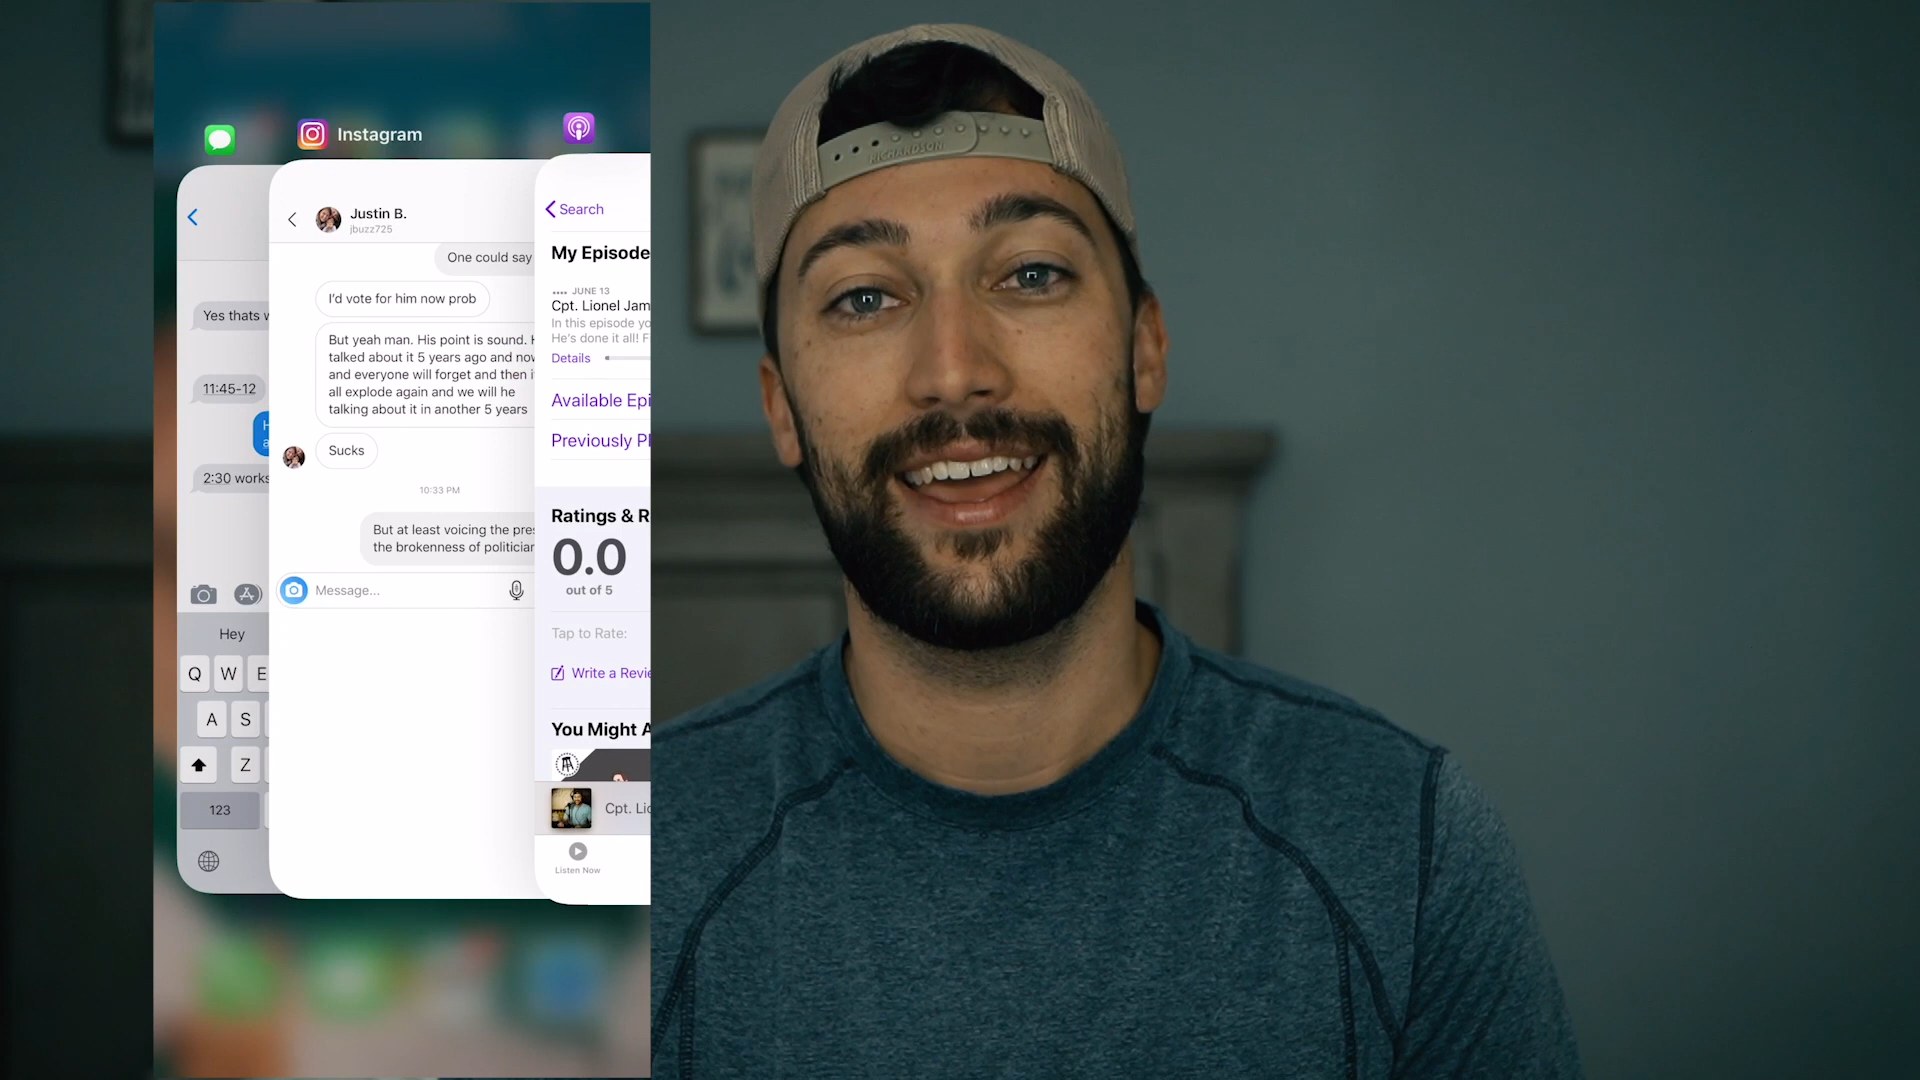 Instagram
Yes thats
11:45-12
2:30 works
Hey
Q W E
A S
Z
123
Justin B.
jbuzz725
One could say
I'd vote for him now prob
But yeah man. His point is sound.
talked about it 5 years ago and now
and everyone will forget and then
all explode again and we will he
talking about it in another 5 years
Sucks
10:33 PM
But at least voicing the pres
the brokenness of politician
Message...
Search
My Episode
JUNE 13
Cpt. Lionel Jam
In this episode yo
He's done it all! F
Details
Available Epi
Previously Pl
Ratings & R
0.0
out of 5
Tap to Rate:
Write a Revie
You Might A
Cpt. Lio
Listen Now
RICHARDSON